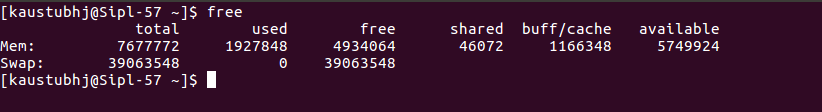 [kaustubhj@Sipl-57 ~]$ free
total used free shared buff/cache available
Mem: 7677772 1927848 4934064 46072 1166348 5749924
Swap: 39063548 0 39063548
[kaustubhj@Sipl-57 ~]$